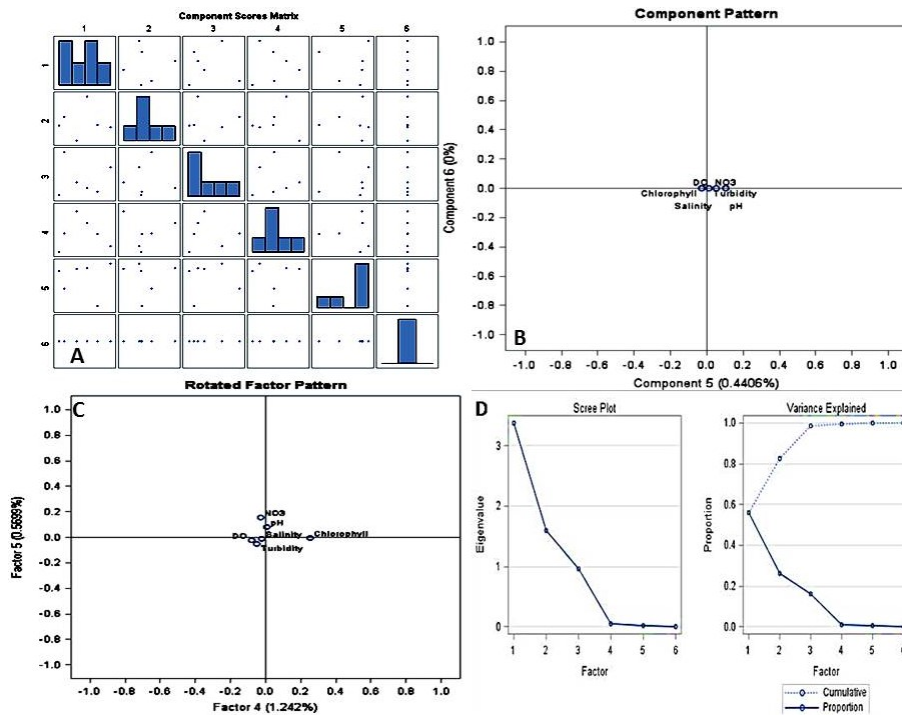 Component Scores Matrix
1 2 3 4 5 6
1
2
3
4
5
6
A
Component Pattern
1.0
0.8
0.6
0.4
0.2
0.0
-0.2
-0.4
-0.6
-0.8
-1.0
Component 6 (0%)
NO3
Chlorophyll Turbidity
Salinity pH
B
-1.0 -0.8 -0.6 -0.4 -0.2 0.0 0.2 0.4 0.6 0.8 1.0
Component 5 (0.4406%)
Rotated Factor Pattern
C
1.0
0.8
0.6
0.4
0.2
0.0
-0.2
-0.4
-0.6
-0.8
-1.0
Factor 5 (0.5699%)
NO3
pH
Salinity Chlorophyll
Turbidity
-1.0 -0.8 -0.6 -0.4 -0.2 0.0 0.2 0.4 0.6 0.8 1.0
Factor 4 (1.242%)
D
Scree Plot
Eigenvalue
3
2
1
0
1 2 3 4 5 6
Factor
Variance Explained
Proportion
1.0
0.8
0.6
0.4
0.2
0.0
1 2 3 4 5 6
Factor
Cumulative
Proportion